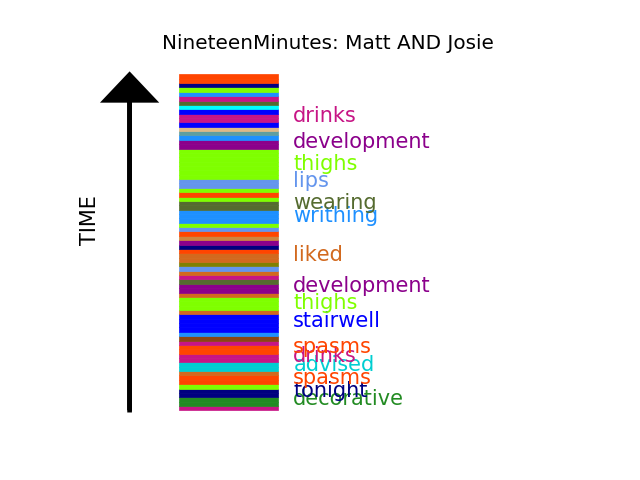 NineteenMinutes: Matt AND Josie
drinks
development
thighs
lips
wearing
writhing
liked
development
thighs
stairwell
spasms
drinks
advised
spasms
tonight
decorative
TIME